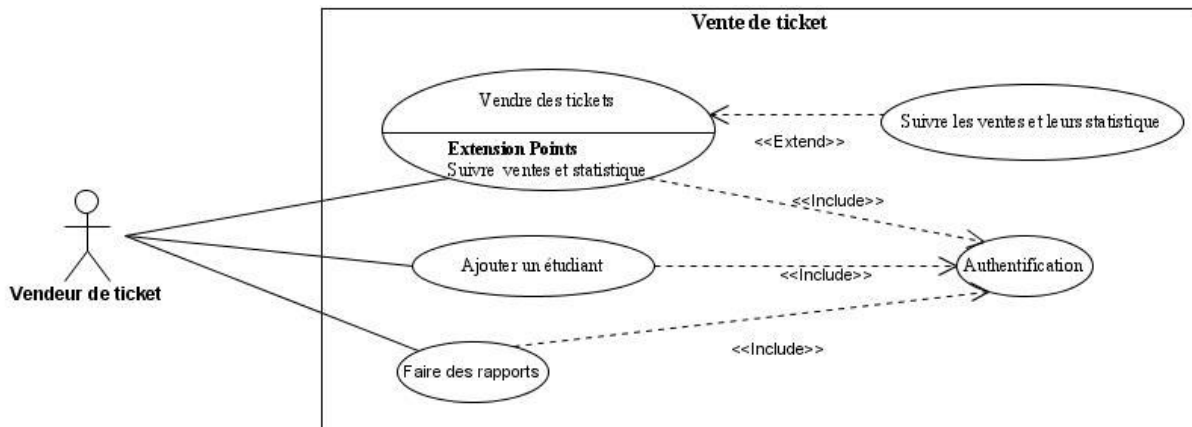 Vente de ticket
Vendre des tickets
Extension Points
Suivre ventes et statistique
Suivre les ventes et leurs statistique
<<Extend>>
<<Include>>
Vendeur de ticket
Ajouter un étudiant
<<Include>>
Authentification
<<Include>>
Faire des rapports